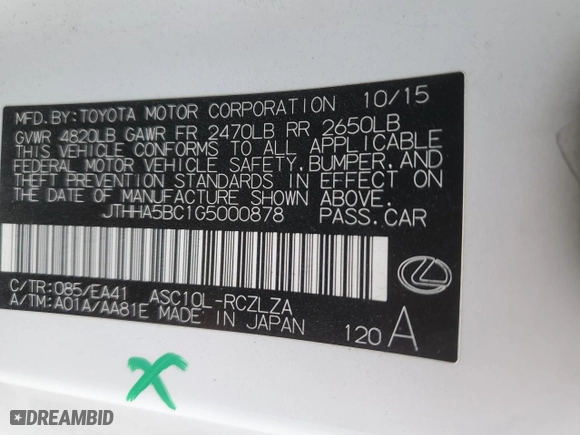 MFD.BY:TOYOTA MOTOR CORPORATION 10/15
GVWR 4820LB GAWR FR 2470LB RR 2650LB
THIS VEHICLE CONFORMS TO ALL APPLICABLE
FEDERAL MOTOR VEHICLE SAFETY, BUMPER, AND
THEFT PREVENTION STANDARDS IN EFFECT ON
THE DATE OF MANUFACTURE SHOWN ABOVE.
JTHHA5BC1G5000878 PASS.CAR
C/TR:085/EA41 ASC10L-RCZLZA
A/TM:A01A/AA81E MADE IN JAPAN
120 A
X
DREAMBID